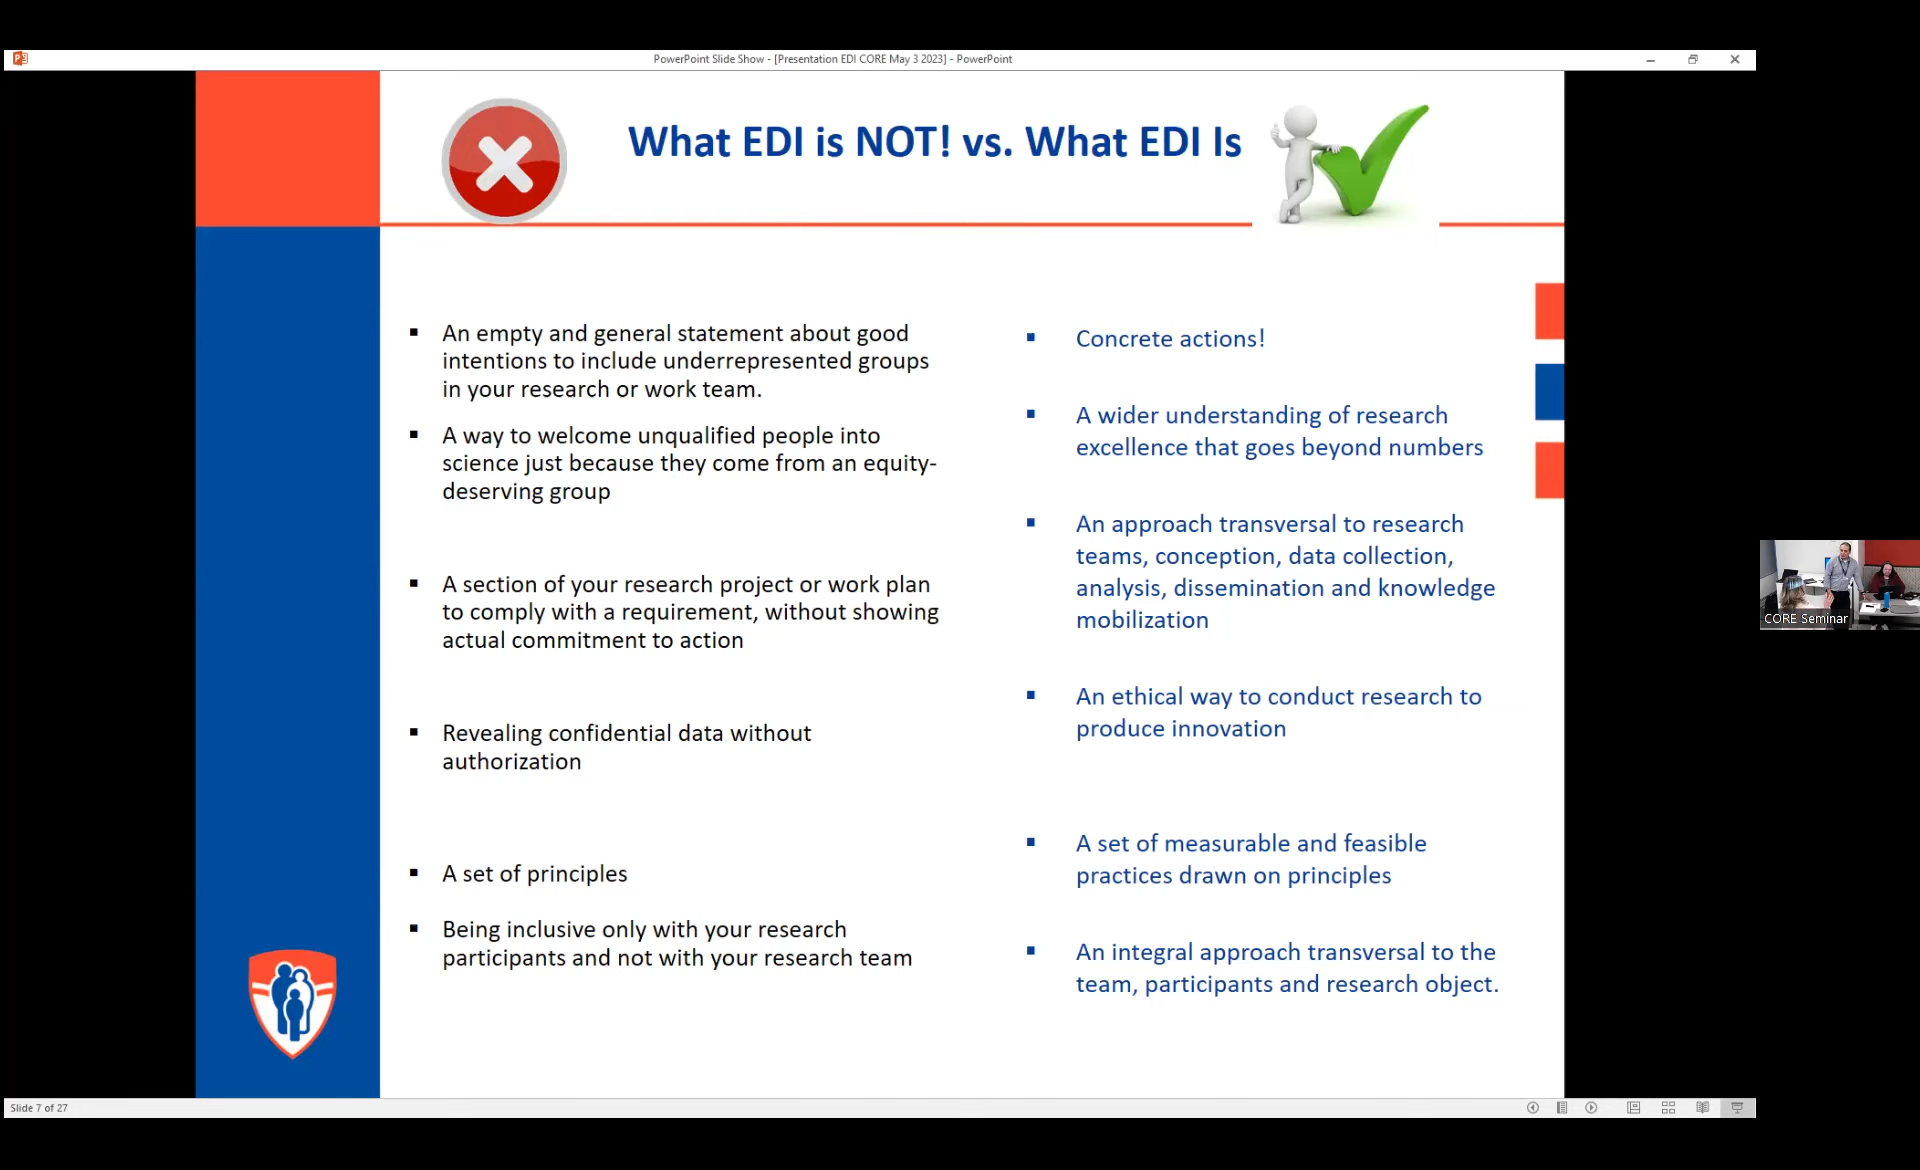 PowerPoint Slide Show - [Presentation EDI CORE May 3 2023] - PowerPoint
What EDI is NOT! vs. What EDI Is
▪ An empty and general statement about good
intentions to include underrepresented groups
in your research or work team.
▪ A way to welcome unqualified people into
science just because they come from an equity-
deserving group
▪ A section of your research project or work plan
to comply with a requirement, without showing
actual commitment to action
▪ Revealing confidential data without
authorization
▪ A set of principles
▪ Being inclusive only with your research
participants and not with your research team
▪ Concrete actions!
▪ A wider understanding of research
excellence that goes beyond numbers
▪ An approach transversal to research
teams, conception, data collection,
analysis, dissemination and knowledge
mobilization
▪ An ethical way to conduct research to
produce innovation
▪ A set of measurable and feasible
practices drawn on principles
▪ An integral approach transversal to the
team, participants and research object.
CORE Seminar
Slide 7 of 27